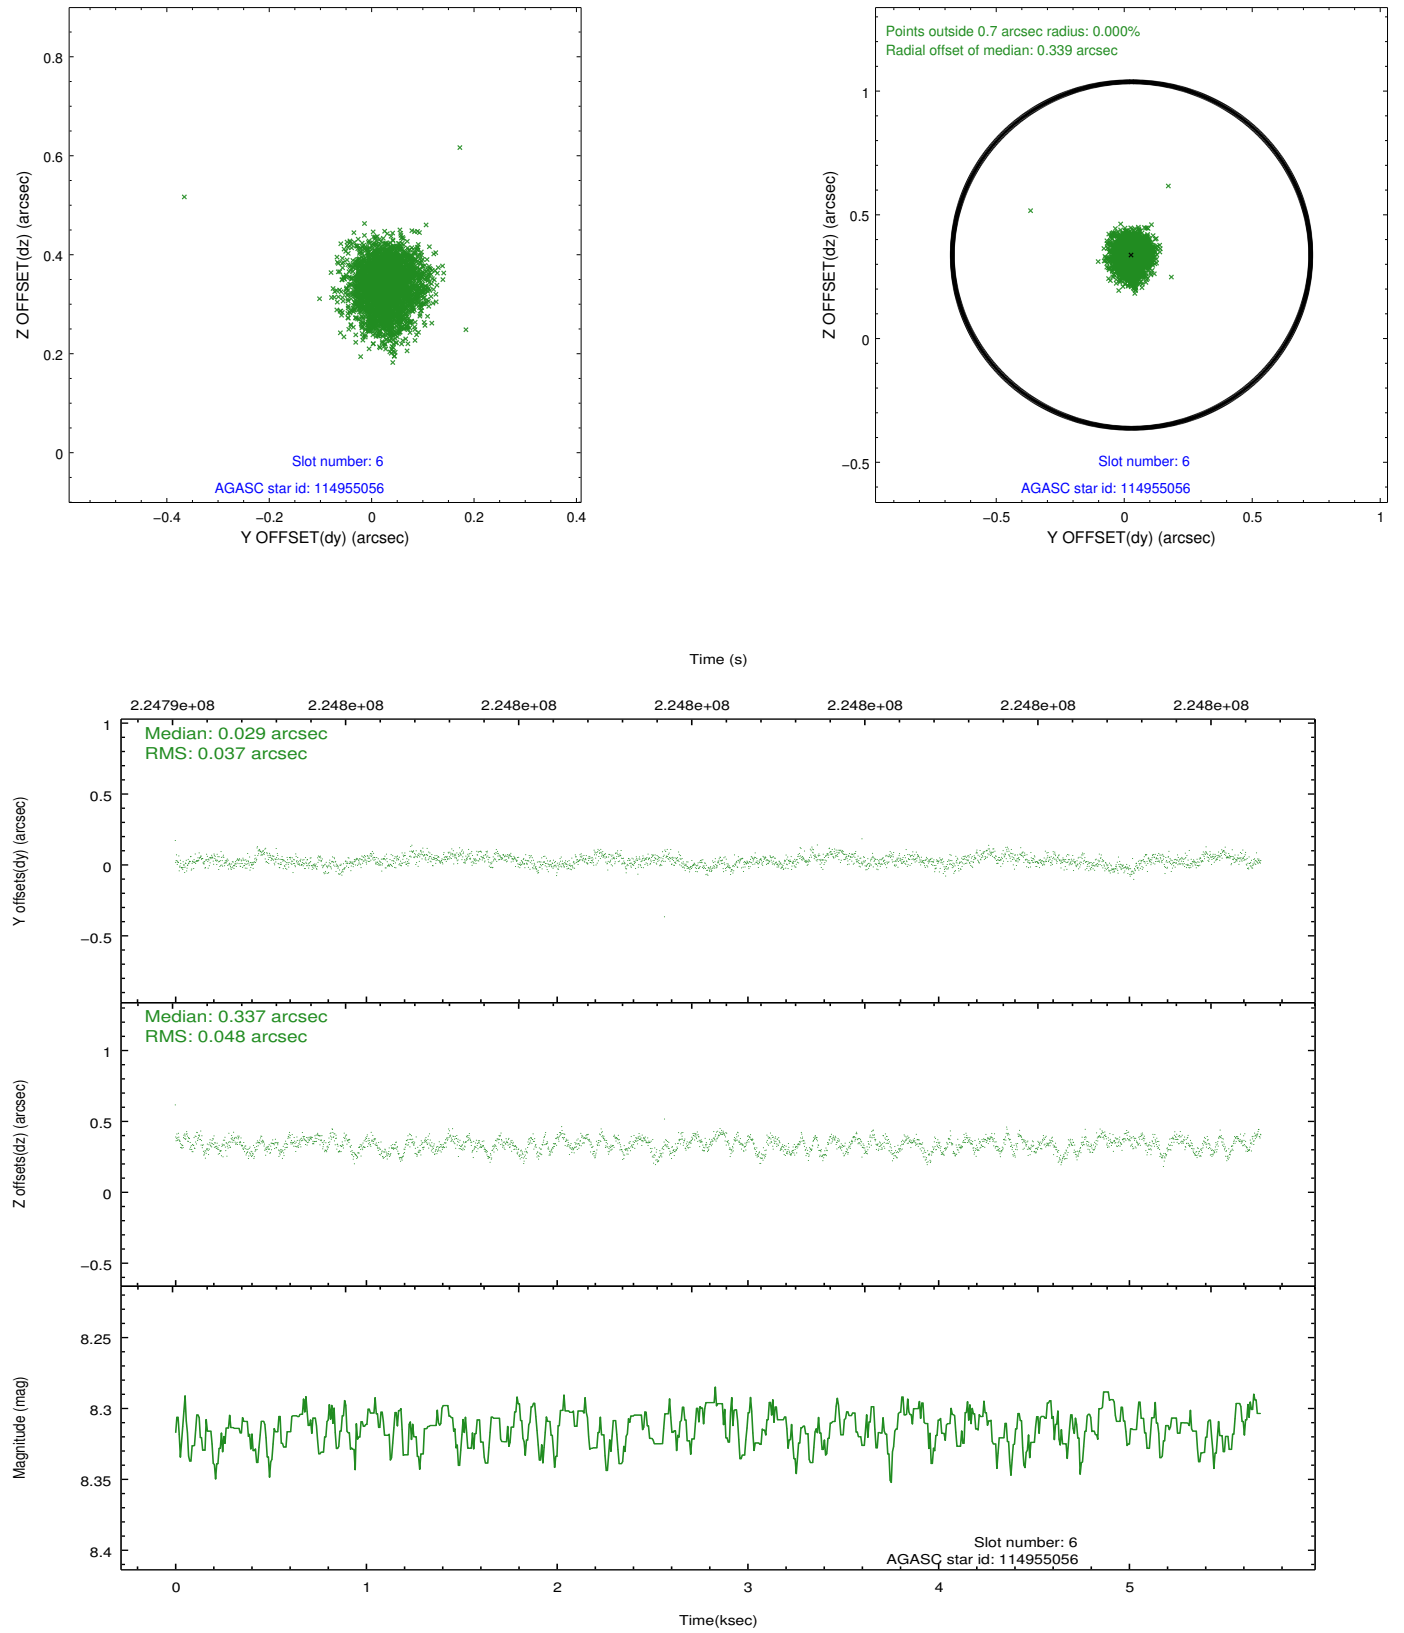 0.8
0.6
0.4
0.2
0
Z OFFSET(dz) (arcsec)
Slot number: 6
AGASC star id: 114955056
−0.4 −0.2 0 0.2 0.4
Y OFFSET(dy) (arcsec)
Points outside 0.7 arcsec radius: 0.000%
Radial offset of median: 0.339 arcsec
1
0.5
0
−0.5
Z OFFSET(dz) (arcsec)
Slot number: 6
AGASC star id: 114955056
−0.5 0 0.5 1
Y OFFSET(dy) (arcsec)
Time (s)
2.2479e+08 2.248e+08 2.248e+08 2.248e+08 2.248e+08 2.248e+08 2.248e+08
Median: 0.029 arcsec
RMS: 0.037 arcsec
1
0.5
0
−0.5
Y offsets(dy) (arcsec)
Median: 0.337 arcsec
RMS: 0.048 arcsec
1
0.5
0
−0.5
Z offsets(dz) (arcsec)
8.25
8.3
8.35
8.4
Magnitude (mag)
Slot number: 6
AGASC star id: 114955056
0 1 2 3 4 5
Time(ksec)